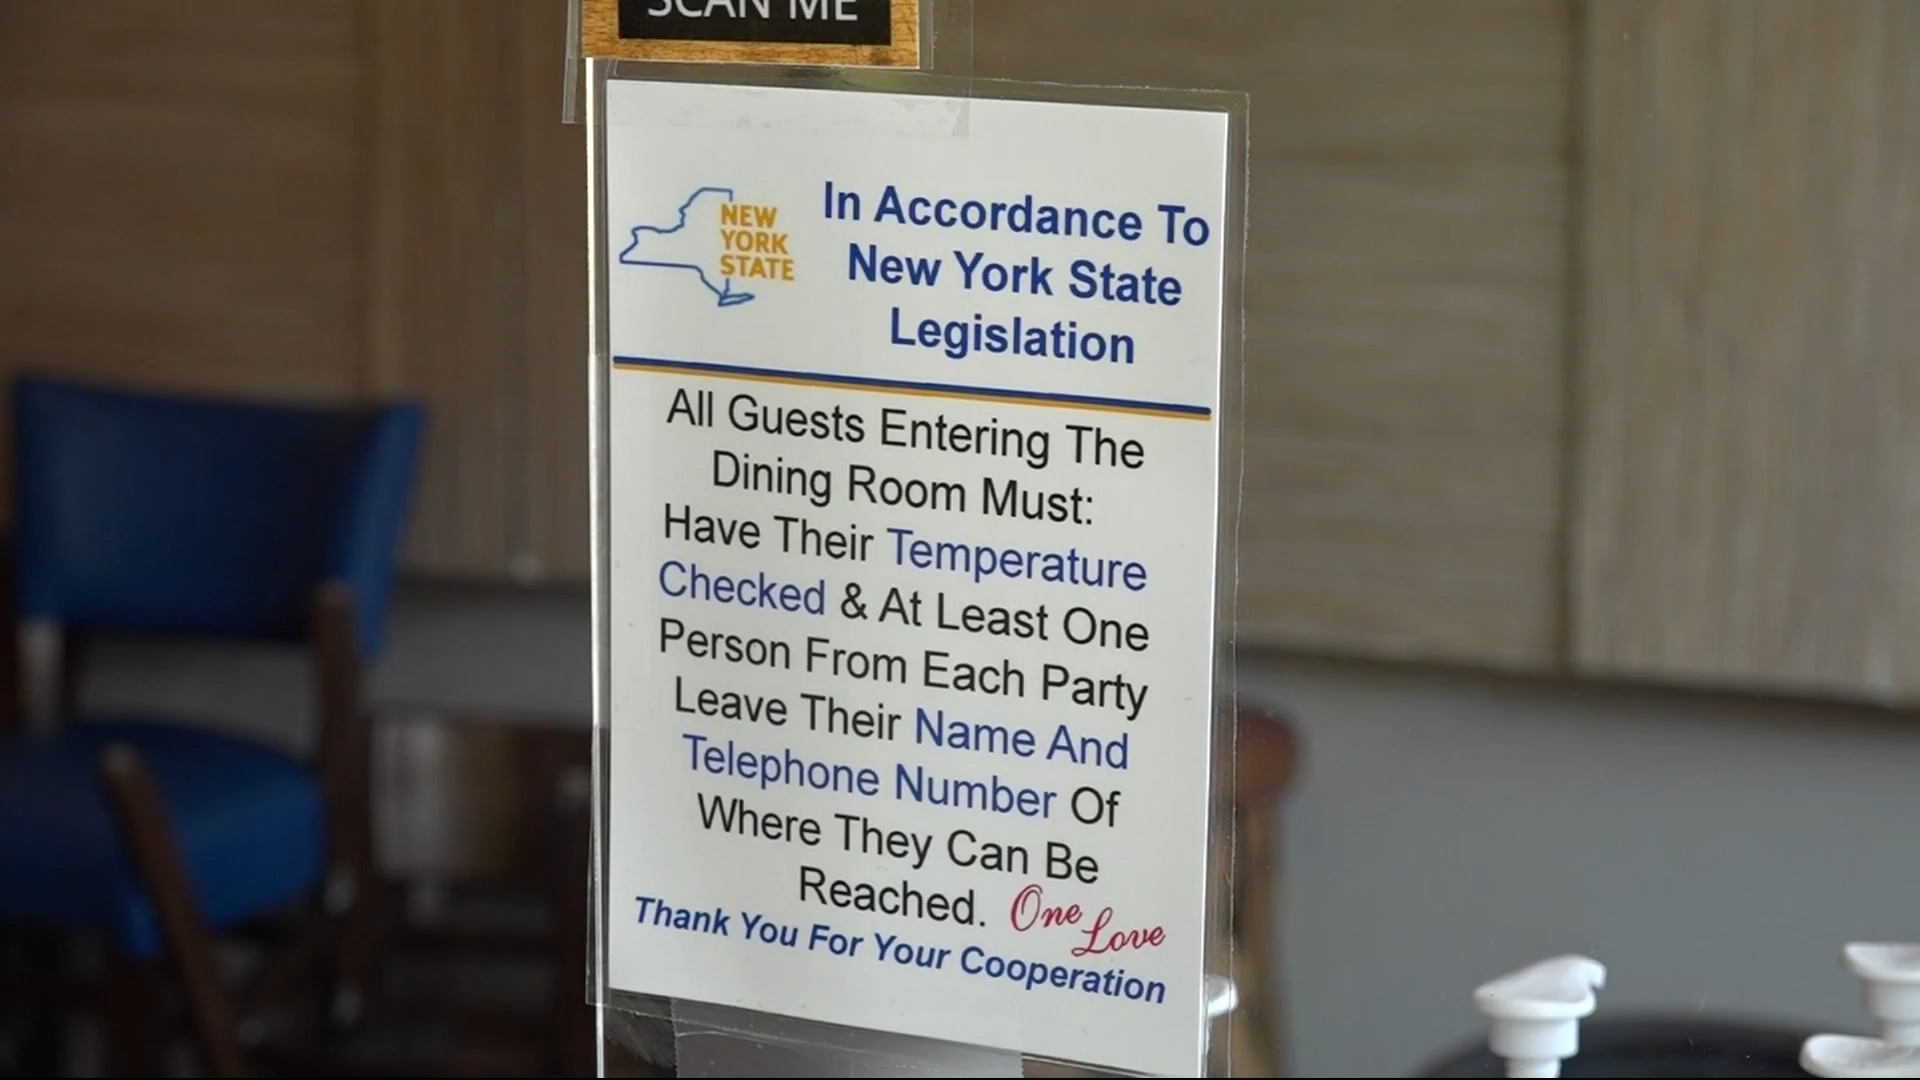 SCAN ME
NEW
YORK
STATE
In Accordance To
New York State
Legislation
All Guests Entering The
Dining Room Must:
Have Their Temperature
Checked & At Least One
Person From Each Party
Leave Their Name And
Telephone Number Of
Where They Can Be
Reached. One Love
Thank You For Your Cooperation